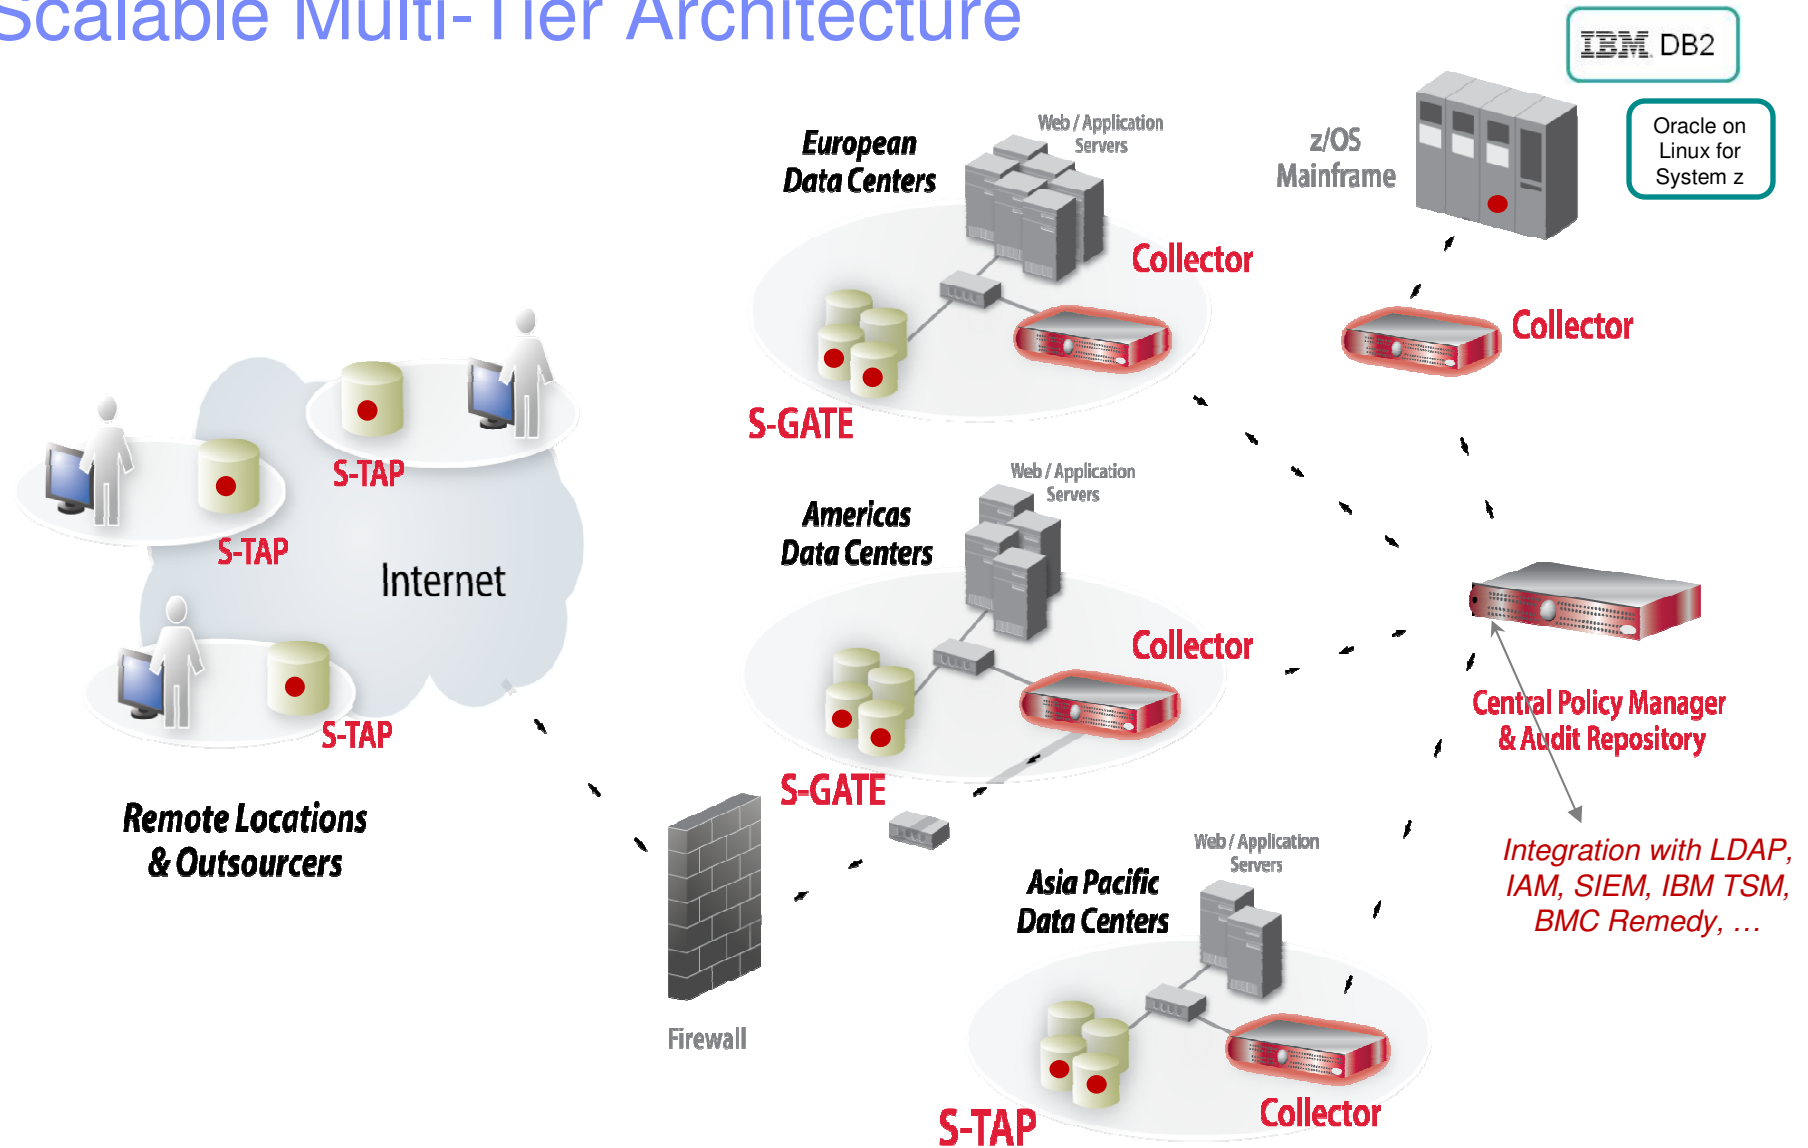 Scalable Multi-Tier Architecture
IBM DB2
Oracle on
Linux for
System z
z/OS
Mainframe
Collector
European
Data Centers
Web / Application
Servers
Collector
S-GATE
S-TAP
S-TAP
Internet
S-TAP
Remote Locations
& Outsourcers
Americas
Data Centers
Web / Application
Servers
Collector
S-GATE
Firewall
Central Policy Manager
& Audit Repository
Integration with LDAP,
IAM, SIEM, IBM TSM,
BMC Remedy, …
Asia Pacific
Data Centers
Web / Application
Servers
S-TAP
Collector